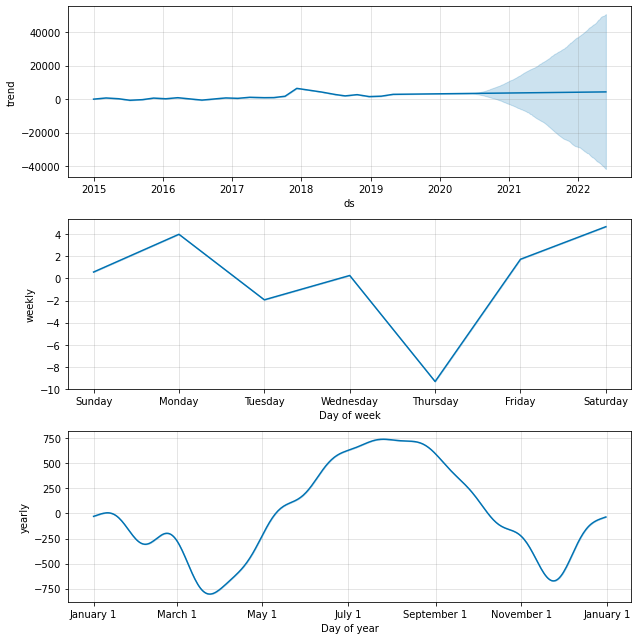 40000
20000
0
−20000
−40000
trend
2015 2016 2017 2018 2019 2020 2021 2022
ds
4
2
0
−2
−4
−6
−8
−10
weekly
Sunday Monday Tuesday Wednesday Thursday Friday Saturday
Day of week
750
500
250
0
−250
−500
−750
yearly
January 1 March 1 May 1 July 1 September 1 November 1 January 1
Day of year